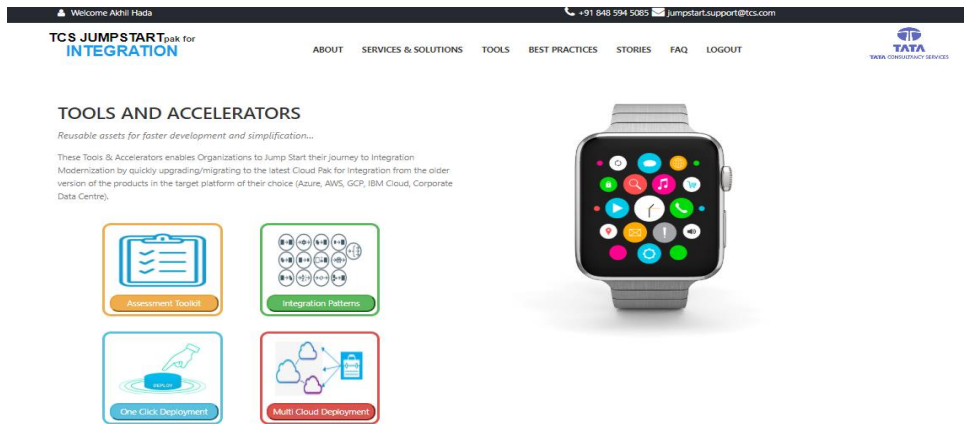 Welcome Akhil Hada
+91 848 594 5085 jumpstart.support@tcs.com
TCS JUMPSTARTpak for
INTEGRATION
ABOUT SERVICES & SOLUTIONS TOOLS BEST PRACTICES STORIES FAQ LOGOUT
TATA
TATA CONSULTANCY SERVICES
TOOLS AND ACCELERATORS
Reusable assets for faster development and simplification...
These Tools & Accelerators enables Organizations to Jump Start their journey to Integration
Modernization by quickly upgrading/migrating to the latest Cloud Pak for Integration from the older
version of the products in the target platform of their choice (Azure, AWS, GCP, IBM Cloud, Corporate
Data Centre).
Assessment Toolkit
Integration Patterns
DEPLOY
One Click Deployment
Multi Cloud Deployment